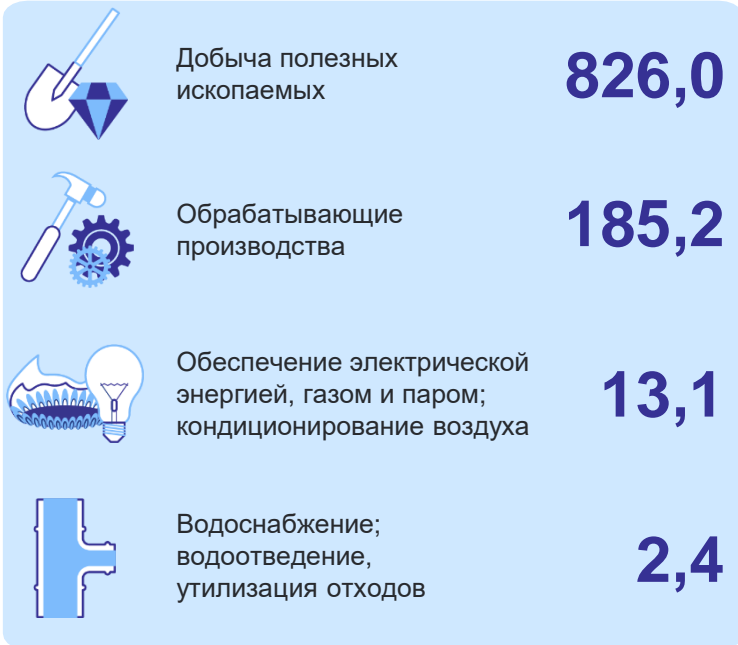 Добыча полезных
ископаемых
826,0
Обрабатывающие
производства
185,2
Обеспечение электрической
энергией, газом и паром;
кондиционирование воздуха
13,1
Водоснабжение;
водоотведение,
утилизация отходов
2,4